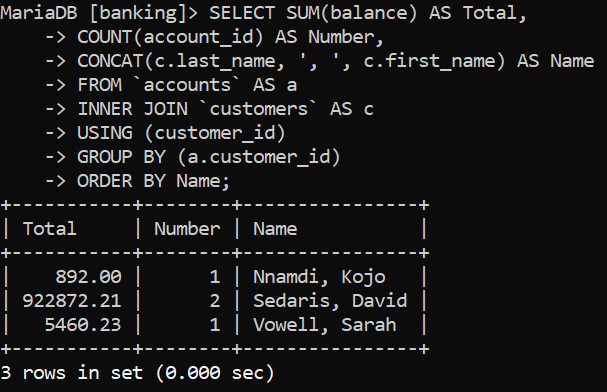 MariaDB [banking]> SELECT SUM(balance) AS Total,
    -> COUNT(account_id) AS Number,
    -> CONCAT(c.last_name, ', ', c.first_name) AS Name
    -> FROM `accounts` AS a
    -> INNER JOIN `customers` AS c
    -> USING (customer_id)
    -> GROUP BY (a.customer_id)
    -> ORDER BY Name;
+-----------+--------+----------------+
| Total     | Number | Name           |
+-----------+--------+----------------+
|    892.00 |      1 | Nnamdi, Kojo   |
| 922872.21 |      2 | Sedaris, David |
|   5460.23 |      1 | Vowell, Sarah  |
+-----------+--------+----------------+
3 rows in set (0.000 sec)